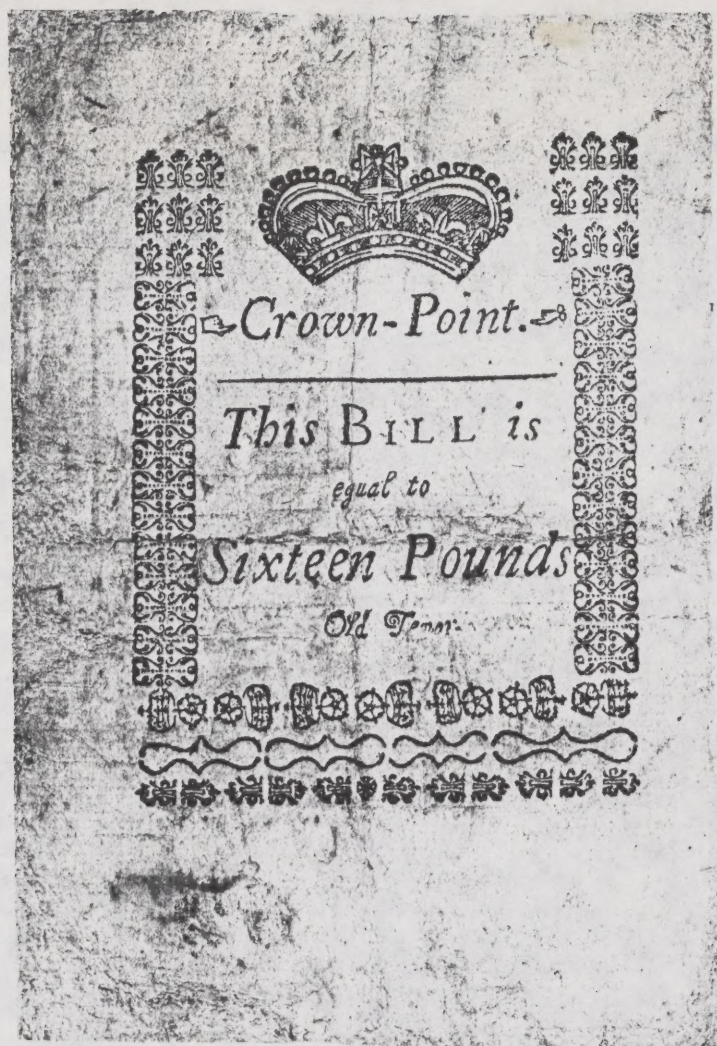 Crown-Point.
This BILL is
equal to
Sixteen Pounds
Old Tenor.